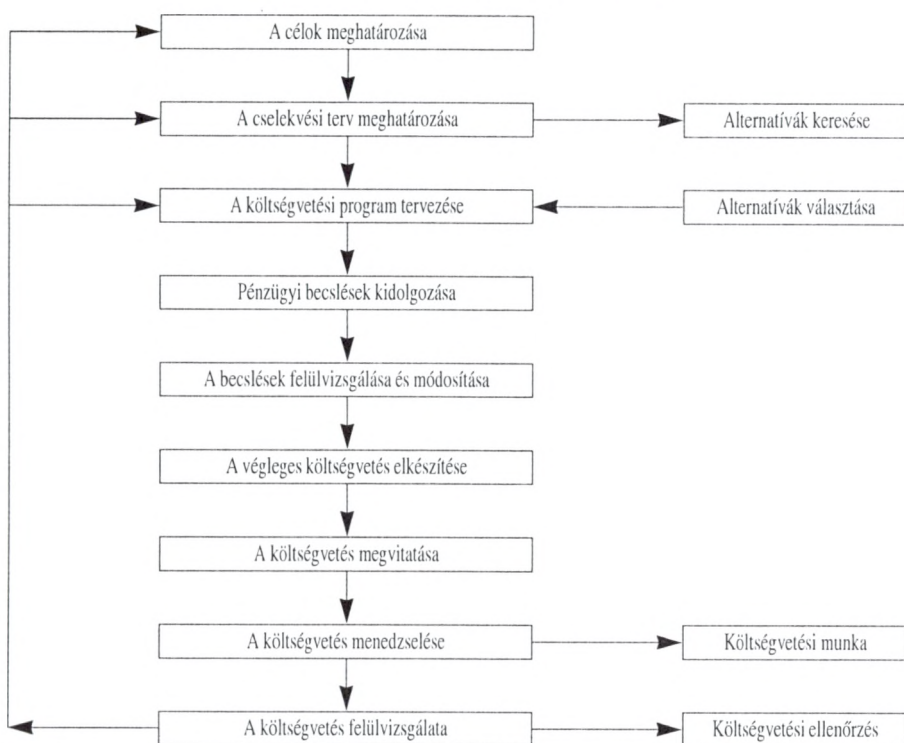 A célok meghatározása
A cselekvési terv meghatározása
Alternatívák keresése
A költségvetési program tervezése
Alternatívák választása
Pénzügyi becslések kidolgozása
A becslések felülvizsgálása és módosítása
A végleges költségvetés elkészítése
A költségvetés megvitatása
A költségvetés menedzselése
Költségvetési munka
A költségvetés felülvizsgálata
Költségvetési ellenőrzés